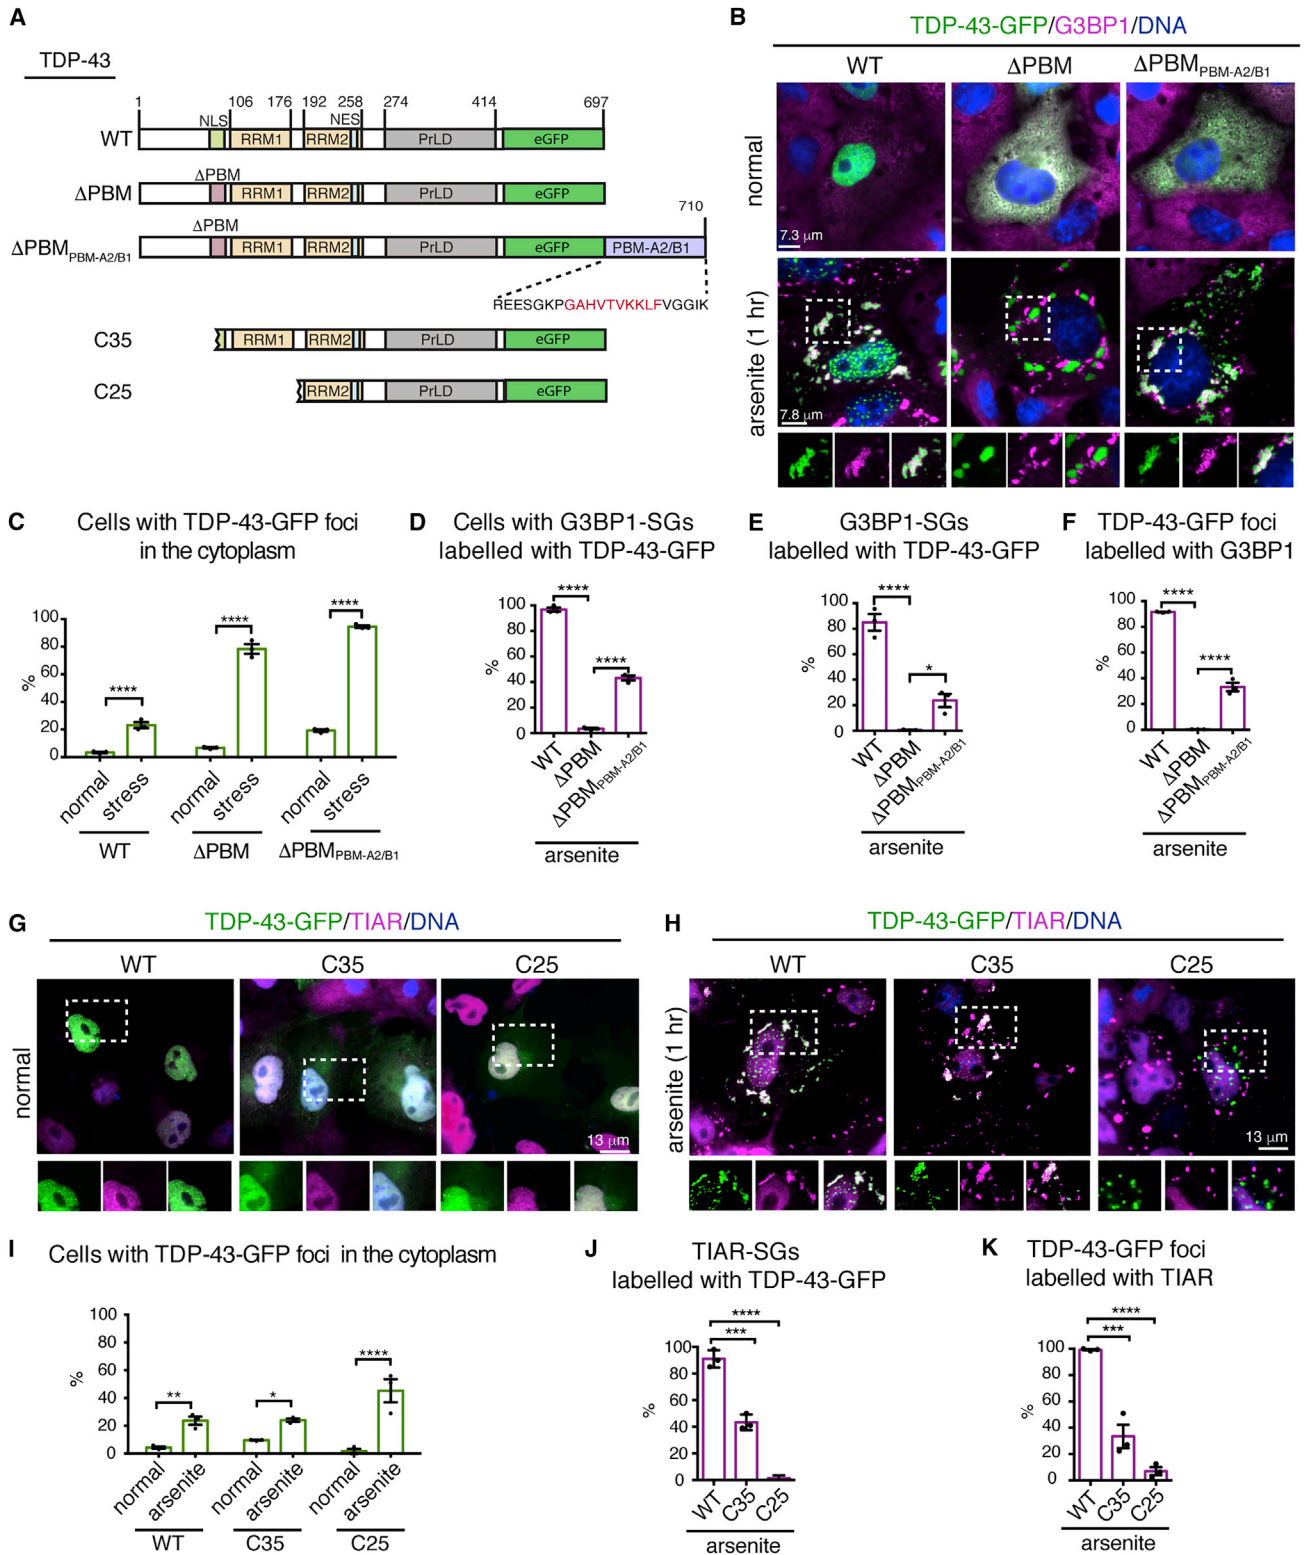 A
TDP-43
1 106 176 192 258 274 414 697
NLS NES
WT RRM1 RRM2 PrLD eGFP
ΔPBM
ΔPBM RRM1 RRM2 PrLD eGFP
710
ΔPBM
ΔPBMPBM-A2/B1 RRM1 RRM2 PrLD eGFP PBM-A2/B1
REESGKPGAHVTVKKLFVGGIK
C35 RRM1 RRM2 PrLD eGFP
C25 RRM2 PrLD eGFP
B
TDP-43-GFP/G3BP1/DNA
WT ΔPBM ΔPBMPBM-A2/B1
normal
7.3 μm
arsenite (1 hr)
7.8 μm
C
Cells with TDP-43-GFP foci
in the cytoplasm
%
100
80
60
40
20
0
****
****
****
normal stress normal stress normal stress
WT ΔPBM ΔPBMPBM-A2/B1
D
Cells with G3BP1-SGs
labelled with TDP-43-GFP
%
100
80
60
40
20
0
****
****
WT ΔPBM ΔPBMPBM-A2/B1
arsenite
E
G3BP1-SGs
labelled with TDP-43-GFP
%
100
80
60
40
20
0
****
*
WT ΔPBM ΔPBMPBM-A2/B1
arsenite
F
TDP-43-GFP foci
labelled with G3BP1
%
100
80
60
40
20
0
****
****
WT ΔPBM ΔPBMPBM-A2/B1
arsenite
G
TDP-43-GFP/TIAR/DNA
WT C35 C25
normal
13 μm
H
TDP-43-GFP/TIAR/DNA
WT C35 C25
arsenite (1 hr)
13 μm
I
Cells with TDP-43-GFP foci in the cytoplasm
%
100
80
60
40
20
0
**
*
****
normal arsenite normal arsenite normal arsenite
WT C35 C25
J
TIAR-SGs
labelled with TDP-43-GFP
%
100
80
60
40
20
0
****
***
WT C35 C25
arsenite
K
TDP-43-GFP foci
labelled with TIAR
%
100
80
60
40
20
0
****
***
WT C35 C25
arsenite